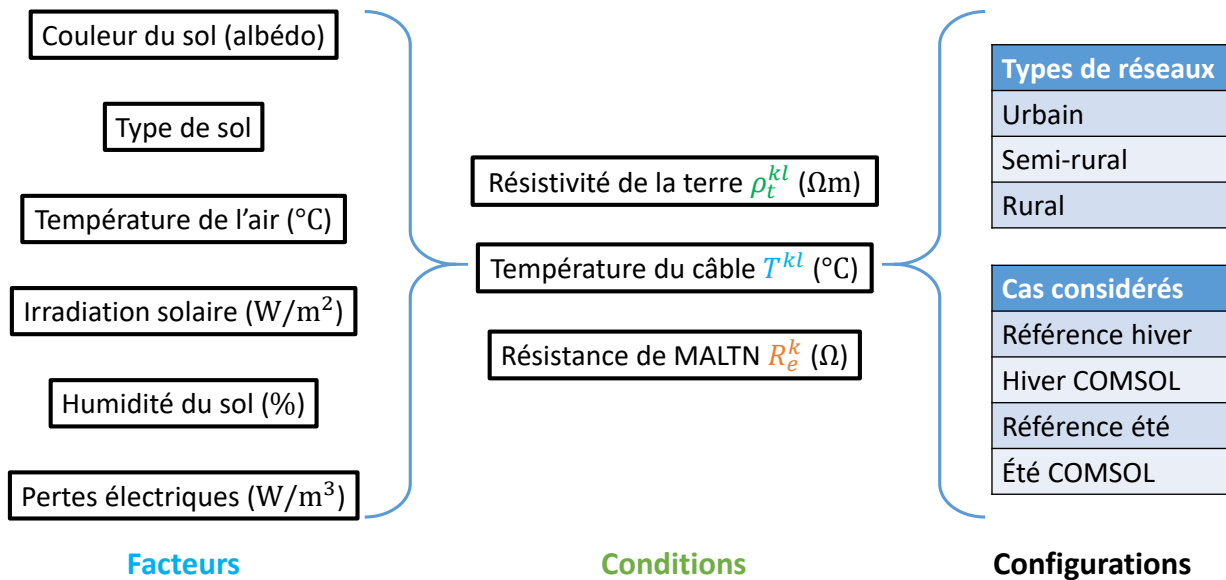 Couleur du sol (albédo)
Type de sol
Température de l'air (°C)
Irradiation solaire (W/m²)
Humidité du sol (%)
Pertes électriques (W/m³)
Facteurs
Résistivité de la terre ρ_t^{kl} (Ωm)
Température du câble T^{kl} (°C)
Résistance de MALTN R_e^k (Ω)
Conditions
Types de réseaux
Urbain
Semi-rural
Rural
Cas considérés
Référence hiver
Hiver COMSOL
Référence été
Été COMSOL
Configurations